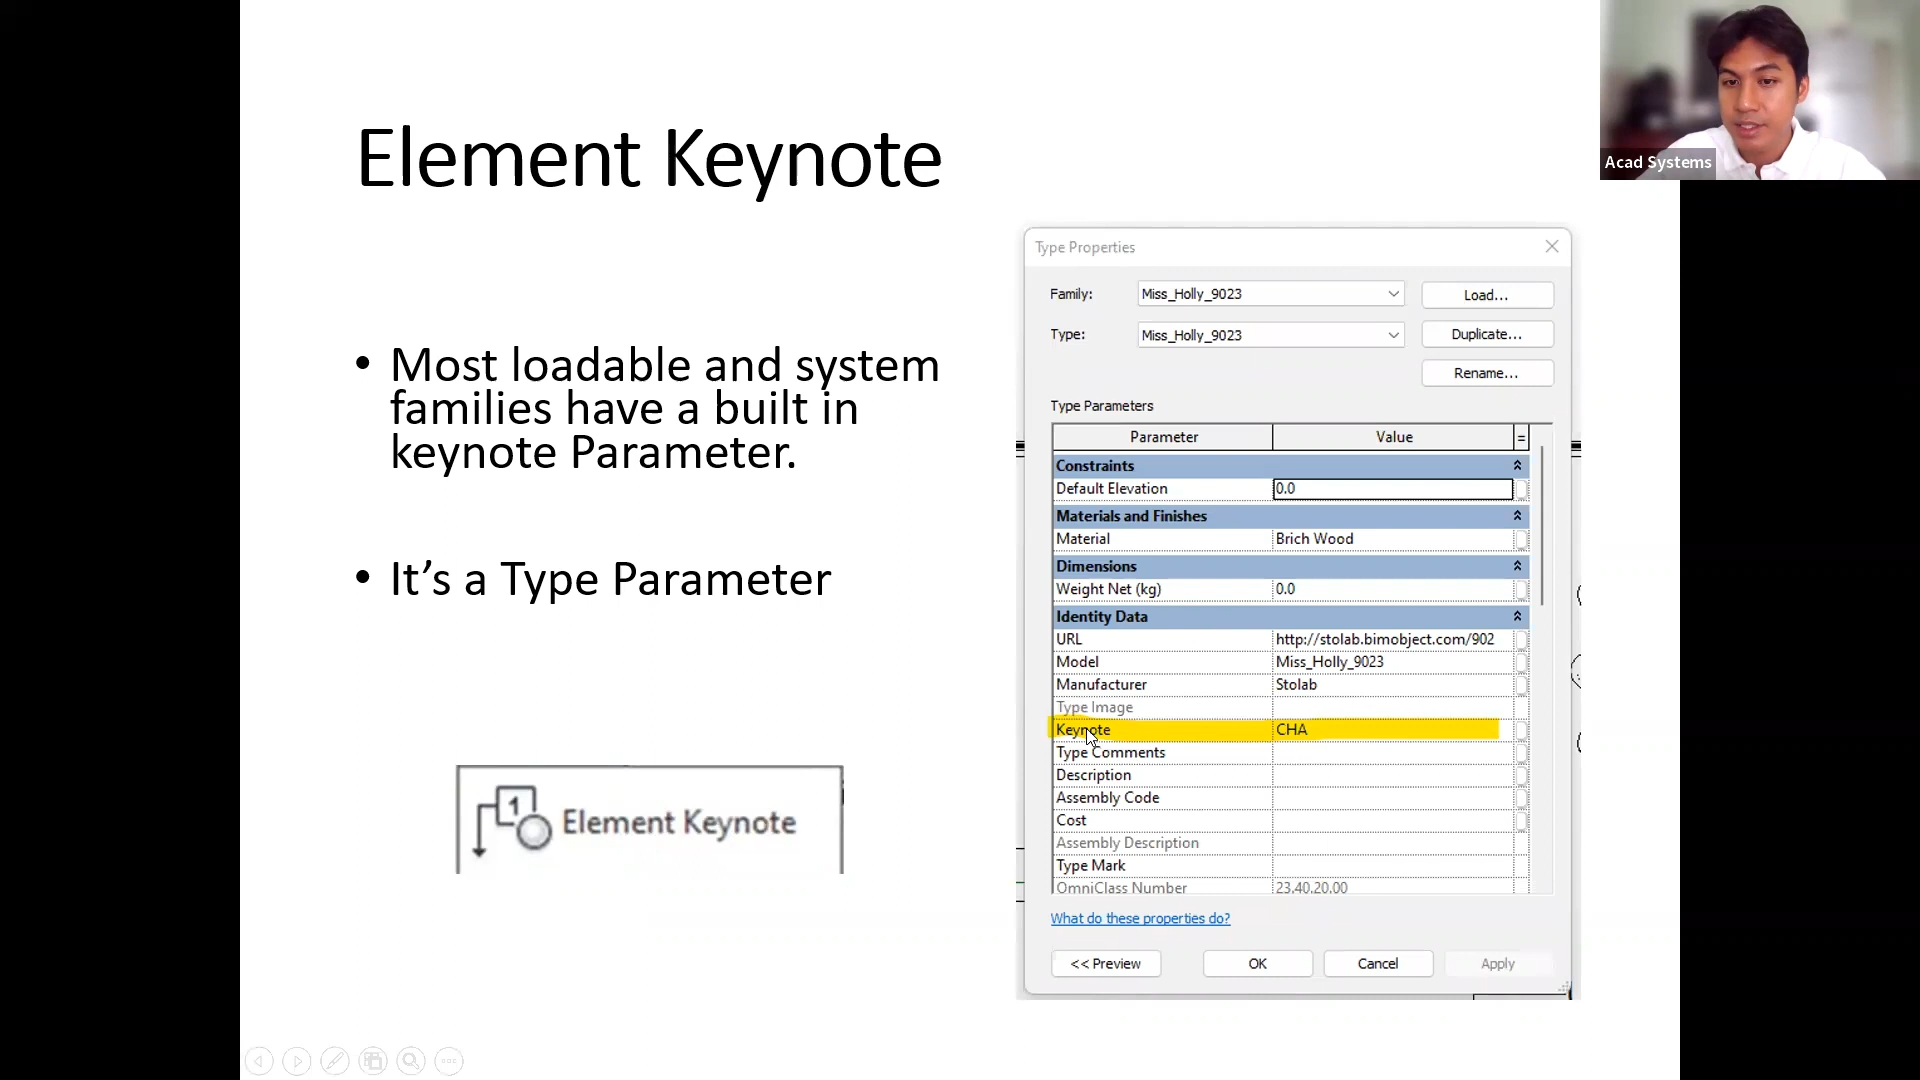 Element Keynote
Acad Systems
• Most loadable and system
families have a built in
keynote Parameter.
• It’s a Type Parameter
1 Element Keynote
Type Properties
Family: Miss_Holly_9023 Load...
Type: Miss_Holly_9023 Duplicate...
Rename...
Type Parameters
Parameter Value =
Constraints
Default Elevation 0.0
Materials and Finishes
Material Brich Wood
Dimensions
Weight Net (kg) 0.0
Identity Data
URL http://stolab.bimobject.com/902
Model Miss_Holly_9023
Manufacturer Stolab
Type Image
Keynote CHA
Type Comments
Description
Assembly Code
Cost
Assembly Description
Type Mark
OmniClass Number 23.40.20.00
What do these properties do?
<< Preview OK Cancel Apply